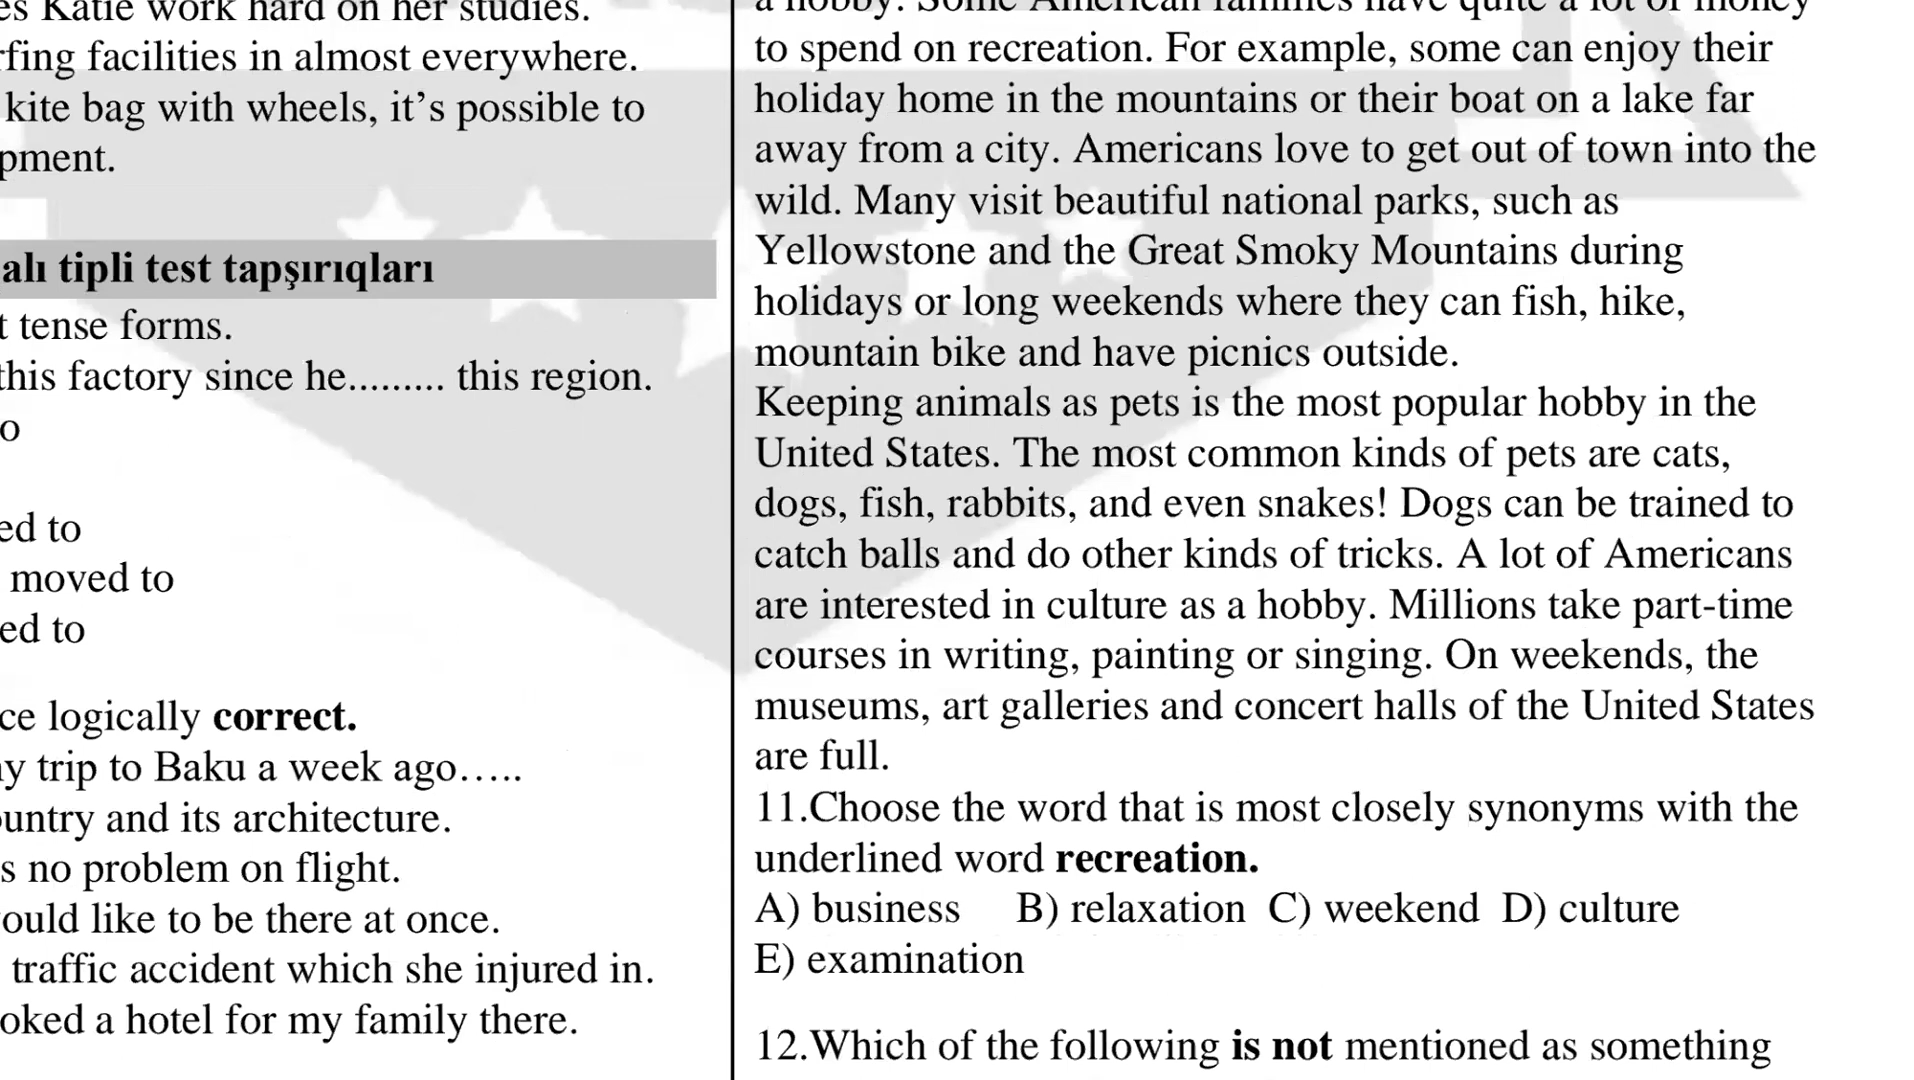 es Katie work hard on her studies.
rfing facilities in almost everywhere.
kite bag with wheels, it's possible to
pment.
alı tipli test tapşırıqları
t tense forms.
this factory since he......... this region.
o
ed to
moved to
ed to
ce logically correct.
y trip to Baku a week ago…..
ountry and its architecture.
s no problem on flight.
ould like to be there at once.
traffic accident which she injured in.
ooked a hotel for my family there.
a hobby. Some American families have quite a lot of money
to spend on recreation. For example, some can enjoy their
holiday home in the mountains or their boat on a lake far
away from a city. Americans love to get out of town into the
wild. Many visit beautiful national parks, such as
Yellowstone and the Great Smoky Mountains during
holidays or long weekends where they can fish, hike,
mountain bike and have picnics outside.
Keeping animals as pets is the most popular hobby in the
United States. The most common kinds of pets are cats,
dogs, fish, rabbits, and even snakes! Dogs can be trained to
catch balls and do other kinds of tricks. A lot of Americans
are interested in culture as a hobby. Millions take part-time
courses in writing, painting or singing. On weekends, the
museums, art galleries and concert halls of the United States
are full.
11.Choose the word that is most closely synonyms with the
underlined word recreation.
A) business B) relaxation C) weekend D) culture
E) examination
12.Which of the following is not mentioned as something